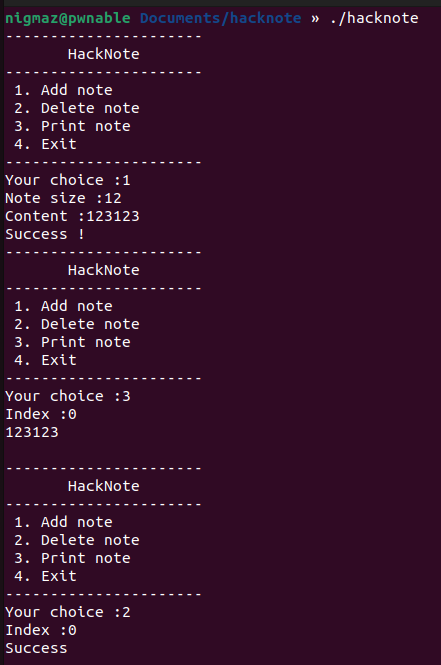 nigmaz@pwnable Documents/hacknote » ./hacknote
----------------------
       HackNote
----------------------
 1. Add note
 2. Delete note
 3. Print note
 4. Exit
----------------------
Your choice :1
Note size :12
Content :123123
Success !
----------------------
       HackNote
----------------------
 1. Add note
 2. Delete note
 3. Print note
 4. Exit
----------------------
Your choice :3
Index :0
123123

----------------------
       HackNote
----------------------
 1. Add note
 2. Delete note
 3. Print note
 4. Exit
----------------------
Your choice :2
Index :0
Success